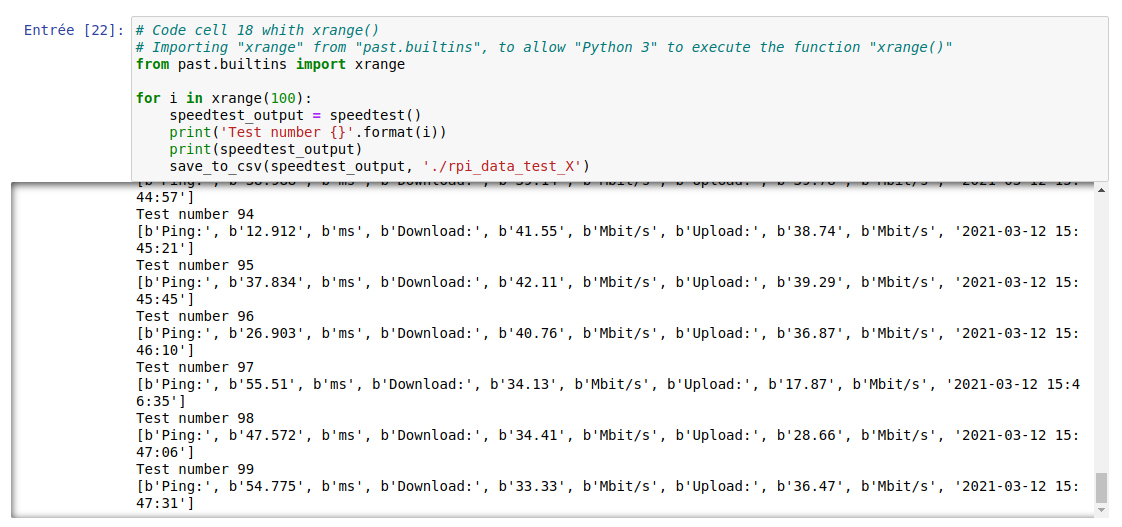 Entrée [22]: # Code cell 18 whith xrange()
# Importing "xrange" from "past.builtins", to allow "Python 3" to execute the function "xrange()"
from past.builtins import xrange
for i in xrange(100):
    speedtest_output = speedtest()
    print('Test number {}'.format(i))
    print(speedtest_output)
    save_to_csv(speedtest_output, './rpi_data_test_X')
44:57']
Test number 94
[b'Ping:', b'12.912', b'ms', b'Download:', b'41.55', b'Mbit/s', b'Upload:', b'38.74', b'Mbit/s', '2021-03-12 15:
45:21']
Test number 95
[b'Ping:', b'37.834', b'ms', b'Download:', b'42.11', b'Mbit/s', b'Upload:', b'39.29', b'Mbit/s', '2021-03-12 15:
45:45']
Test number 96
[b'Ping:', b'26.903', b'ms', b'Download:', b'40.76', b'Mbit/s', b'Upload:', b'36.87', b'Mbit/s', '2021-03-12 15:
46:10']
Test number 97
[b'Ping:', b'55.51', b'ms', b'Download:', b'34.13', b'Mbit/s', b'Upload:', b'17.87', b'Mbit/s', '2021-03-12 15:4
6:35']
Test number 98
[b'Ping:', b'47.572', b'ms', b'Download:', b'34.41', b'Mbit/s', b'Upload:', b'28.66', b'Mbit/s', '2021-03-12 15:
47:06']
Test number 99
[b'Ping:', b'54.775', b'ms', b'Download:', b'33.33', b'Mbit/s', b'Upload:', b'36.47', b'Mbit/s', '2021-03-12 15:
47:31']